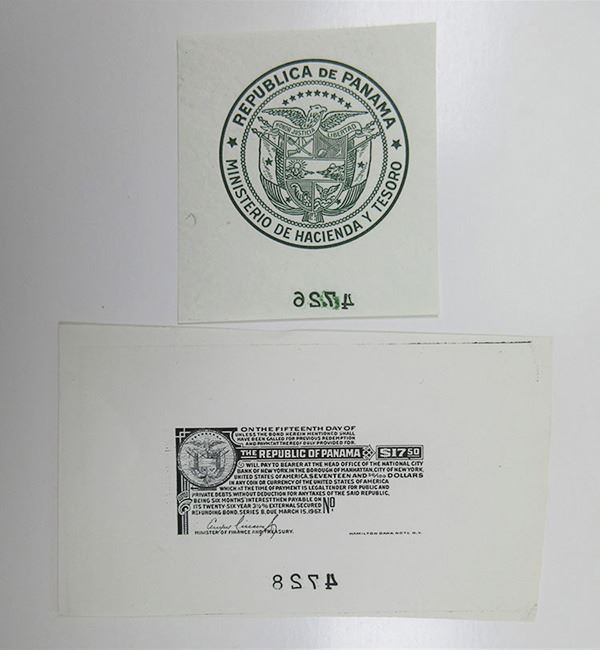 REPUBLICA DE PANAMA
HONOR JUSTICIA LIBERTAD
MINISTERIO DE HACIENDA Y TESORO
4726
ON THE FIFTEENTH DAY OF
UNLESS THE BOND HEREIN MENTIONED SHALL
HAVE BEEN CALLED FOR PREVIOUS REDEMPTION
AND PAYMENT THEREOF DULY PROVIDED FOR.
THE REPUBLIC OF PANAMA $17.50
WILL PAY TO BEARER AT THE HEAD OFFICE OF THE NATIONAL CITY
BANK OF NEW YORK, IN THE BOROUGH OF MANHATTAN, CITY OF NEW YORK,
UNITED STATES OF AMERICA, SEVENTEEN AND 50/100 DOLLARS
IN ANY COIN OR CURRENCY OF THE UNITED STATES OF AMERICA
WHICH AT THE TIME OF PAYMENT IS LEGAL TENDER FOR PUBLIC AND
PRIVATE DEBTS WITHOUT DEDUCTION FOR ANY TAXES OF THE SAID REPUBLIC,
BEING SIX MONTHS' INTEREST THEN PAYABLE ON
ITS TWENTY-SIX YEAR 3½% EXTERNAL SECURED
REFUNDING BOND, SERIES B, DUE MARCH 15, 1967. No
MINISTER OF FINANCE AND TREASURY.
HAMILTON BANK NOTE N.Y.
4728